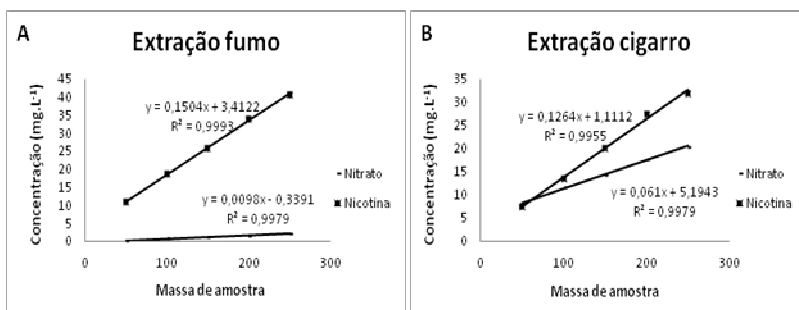 A
Extração fumo
Concentração (mg.L⁻¹)
45
40
35
30
25
20
15
10
5
0
y = 0,1504x + 3,4122
R² = 0,9993
y = 0,0098x - 0,3391
R² = 0,9979
Nitrato
Nicotina
0
100
200
300
Massa de amostra
B
Extração cigarro
Concentração (mg.L⁻¹)
35
30
25
20
15
10
5
0
y = 0,1264x + 1,1112
R² = 0,9955
y = 0,061x + 5,1943
R² = 0,9979
Nitrato
Nicotina
0
100
200
300
Massa de amostra